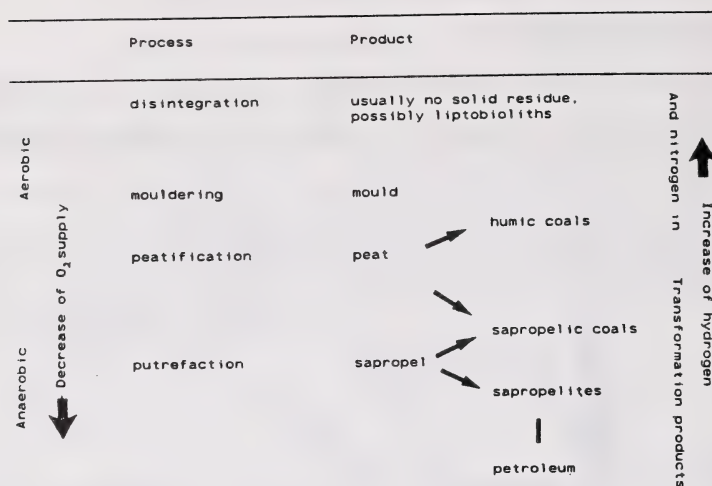 Process Product
disintegration usually no solid residue,
possibly liptobioliths
mouldering mould
humic coals
peatification peat
sapropelic coals
putrefaction sapropel
sapropelites
petroleum
Aerobic
Anaerobic
Decrease of O2 supply
And nitrogen in Transformation products
Increase of hydrogen